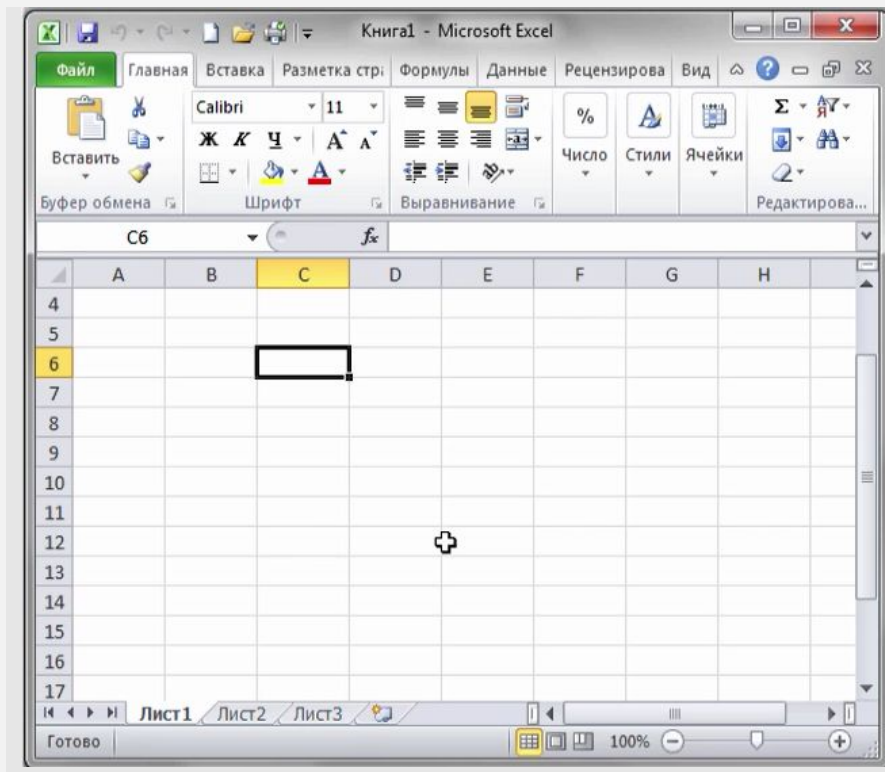 Книга1 - Microsoft Excel
Файл Главная Вставка Разметка стра Формулы Данные Рецензирова Вид
Calibri 11
Ж К Ч А А А
% А Σ А Я
Вставить Число Стили Ячейки
Буфер обмена Шрифт Выравнивание Редактирова...
C6 fx
A B C D E F G H
4
5
6
7
8
9
10
11
12
13
14
15
16
17
Лист1 Лист2 Лист3
Готово 100%